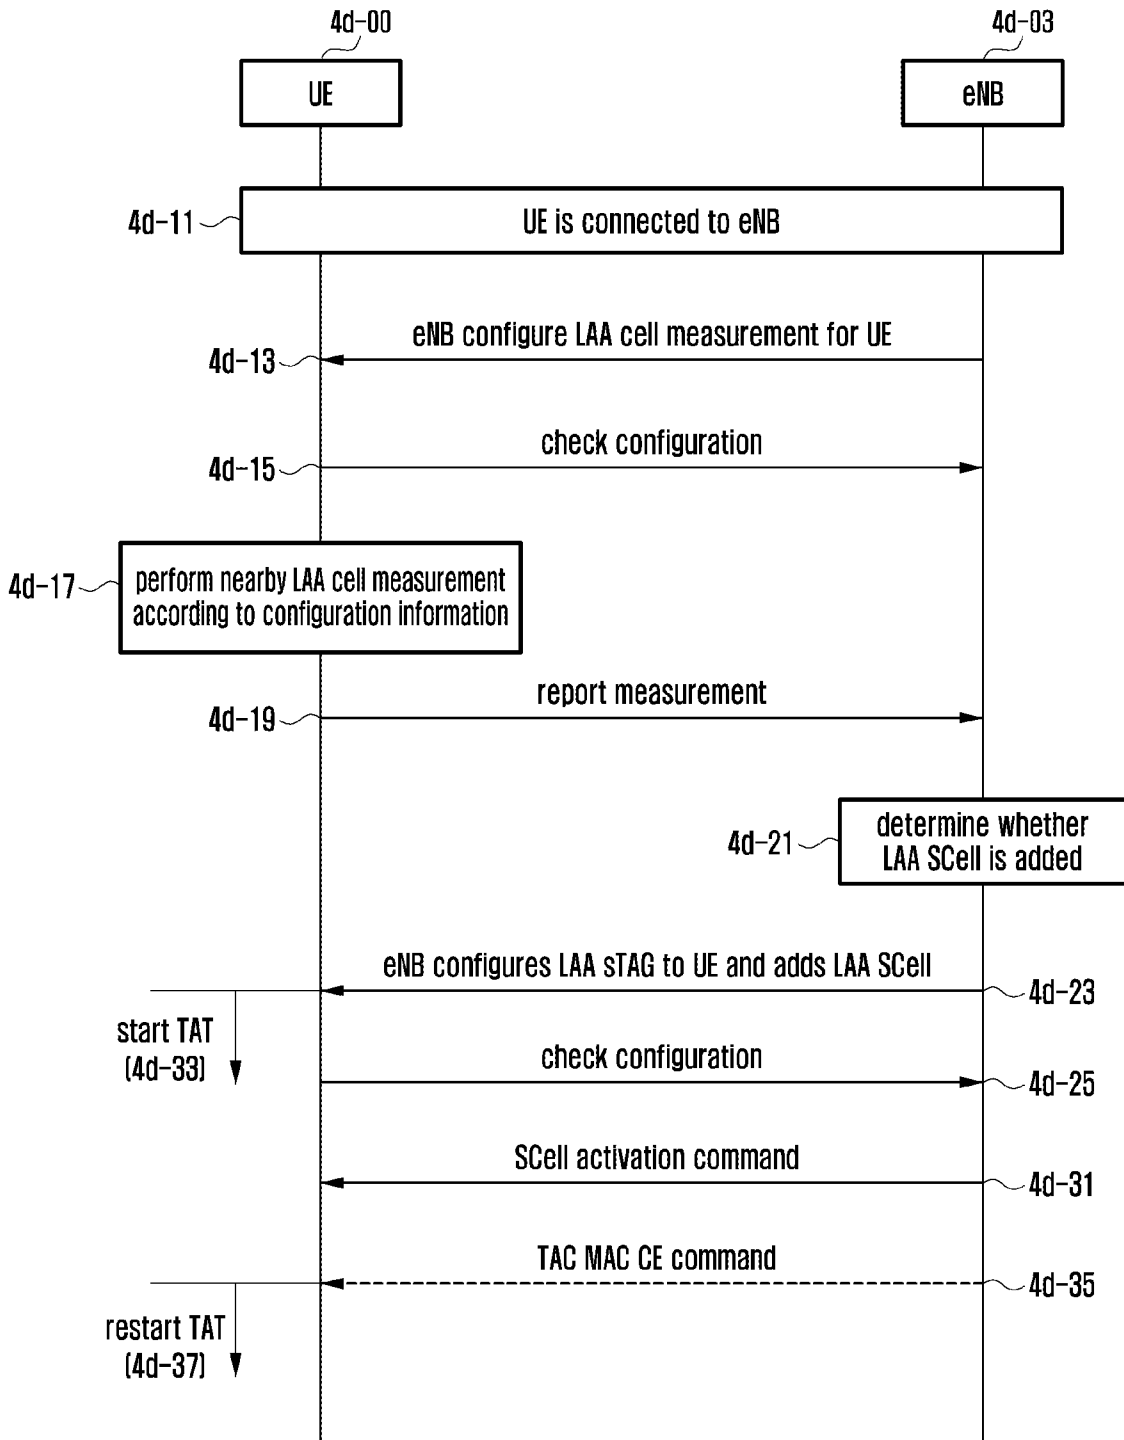 4d-00
4d-03
UE
eNB
4d-11
UE is connected to eNB
eNB configure LAA cell measurement for UE
4d-13
check configuration
4d-15
4d-17
perform nearby LAA cell measurement
according to configuration information
report measurement
4d-19
determine whether
4d-21
LAA SCell is added
eNB configures LAA sTAG to UE and adds LAA SCell
4d-23
start TAT
(4d-33)
check configuration
4d-25
SCell activation command
4d-31
TAC MAC CE command
4d-35
restart TAT
(4d-37)